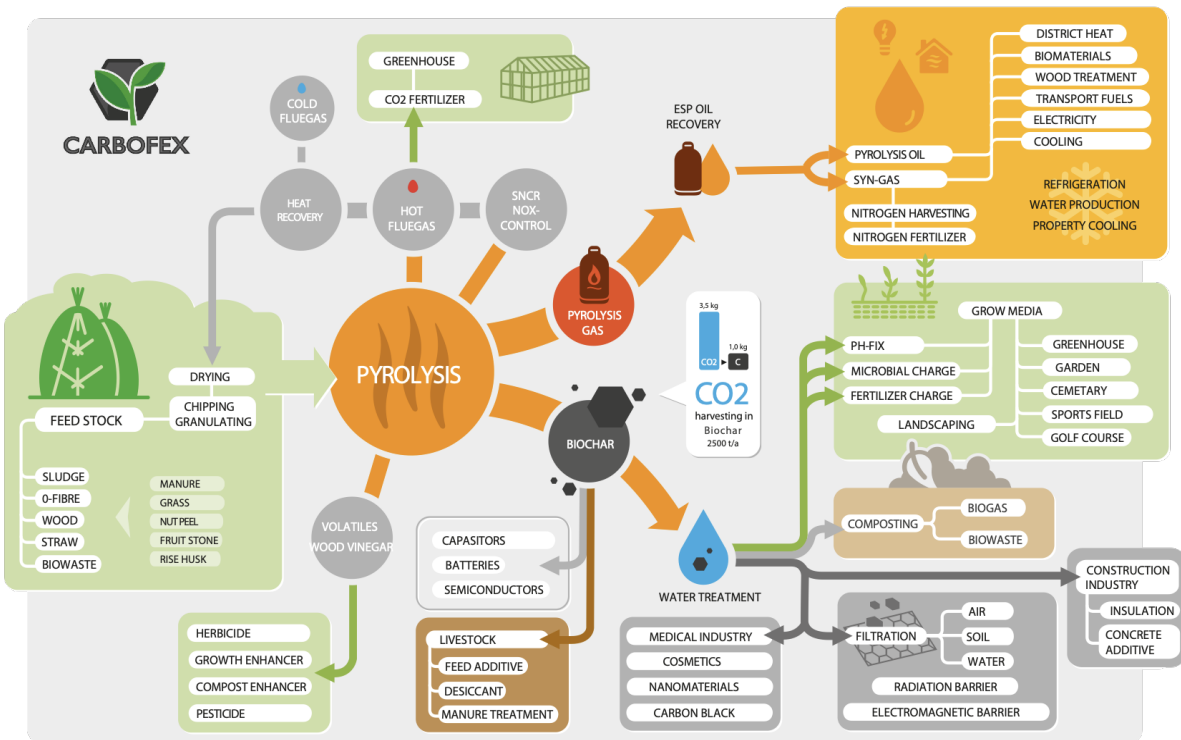 CARBOFEX
COLD
FLUEGAS
GREENHOUSE
CO2 FERTILIZER
HEAT
RECOVERY
HOT
FLUEGAS
SNCR
NOX-
CONTROL
ESP OIL
RECOVERY
PYROLYSIS OIL
SYN-GAS
NITROGEN HARVESTING
NITROGEN FERTILIZER
DISTRICT HEAT
BIOMATERIALS
WOOD TREATMENT
TRANSPORT FUELS
ELECTRICITY
COOLING
REFRIGERATION
WATER PRODUCTION
PROPERTY COOLING
DRYING
CHIPPING
GRANULATING
FEED STOCK
SLUDGE
0-FIBRE
WOOD
STRAW
BIOWASTE
MANURE
GRASS
NUT PEEL
FRUIT STONE
RISE HUSK
PYROLYSIS
PYROLYSIS
GAS
BIOCHAR
3,5 kg
1,0 kg
CO2
C
CO2
harvesting in
Biochar
2500 t/a
GROW MEDIA
PH-FIX
MICROBIAL CHARGE
FERTILIZER CHARGE
LANDSCAPING
GREENHOUSE
GARDEN
CEMETARY
SPORTS FIELD
GOLF COURSE
VOLATILES
WOOD VINEGAR
CAPASITORS
BATTERIES
SEMICONDUCTORS
WATER TREATMENT
COMPOSTING
BIOGAS
BIOWASTE
CONSTRUCTION
INDUSTRY
INSULATION
CONCRETE
ADDITIVE
HERBICIDE
GROWTH ENHANCER
COMPOST ENHANCER
PESTICIDE
LIVESTOCK
FEED ADDITIVE
DESICCANT
MANURE TREATMENT
MEDICAL INDUSTRY
COSMETICS
NANOMATERIALS
CARBON BLACK
FILTRATION
AIR
SOIL
WATER
RADIATION BARRIER
ELECTROMAGNETIC BARRIER